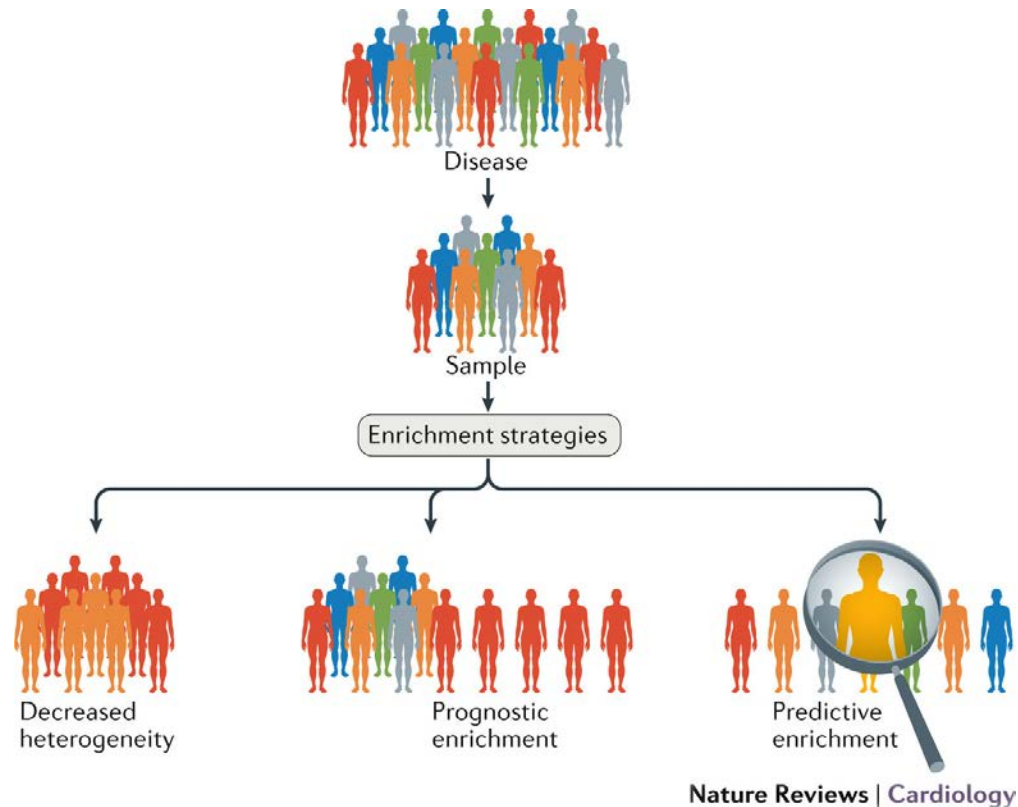 Disease
Sample
Enrichment strategies
Decreased
heterogeneity
Prognostic
enrichment
Predictive
enrichment
Nature Reviews | Cardiology